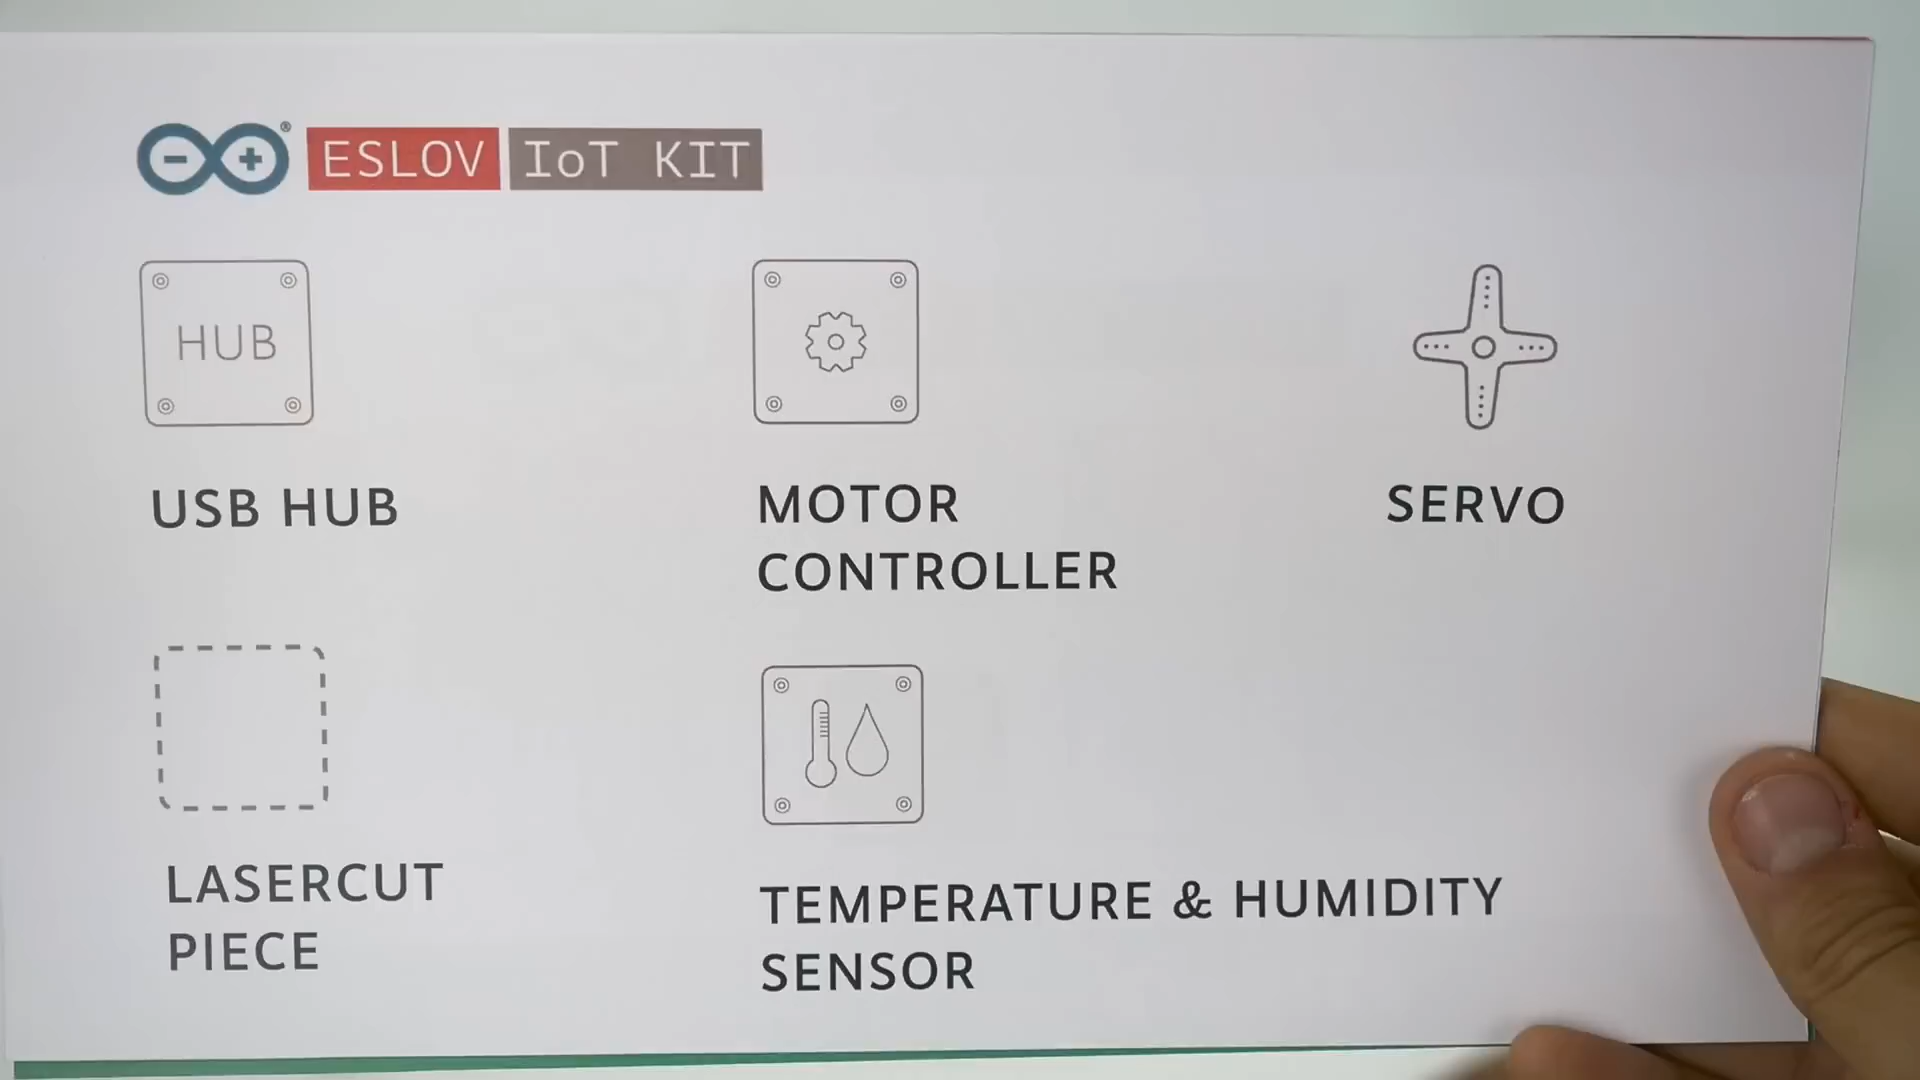 ESLOV IoT KIT
HUB
USB HUB
MOTOR
CONTROLLER
SERVO
LASERCUT
PIECE
TEMPERATURE & HUMIDITY
SENSOR